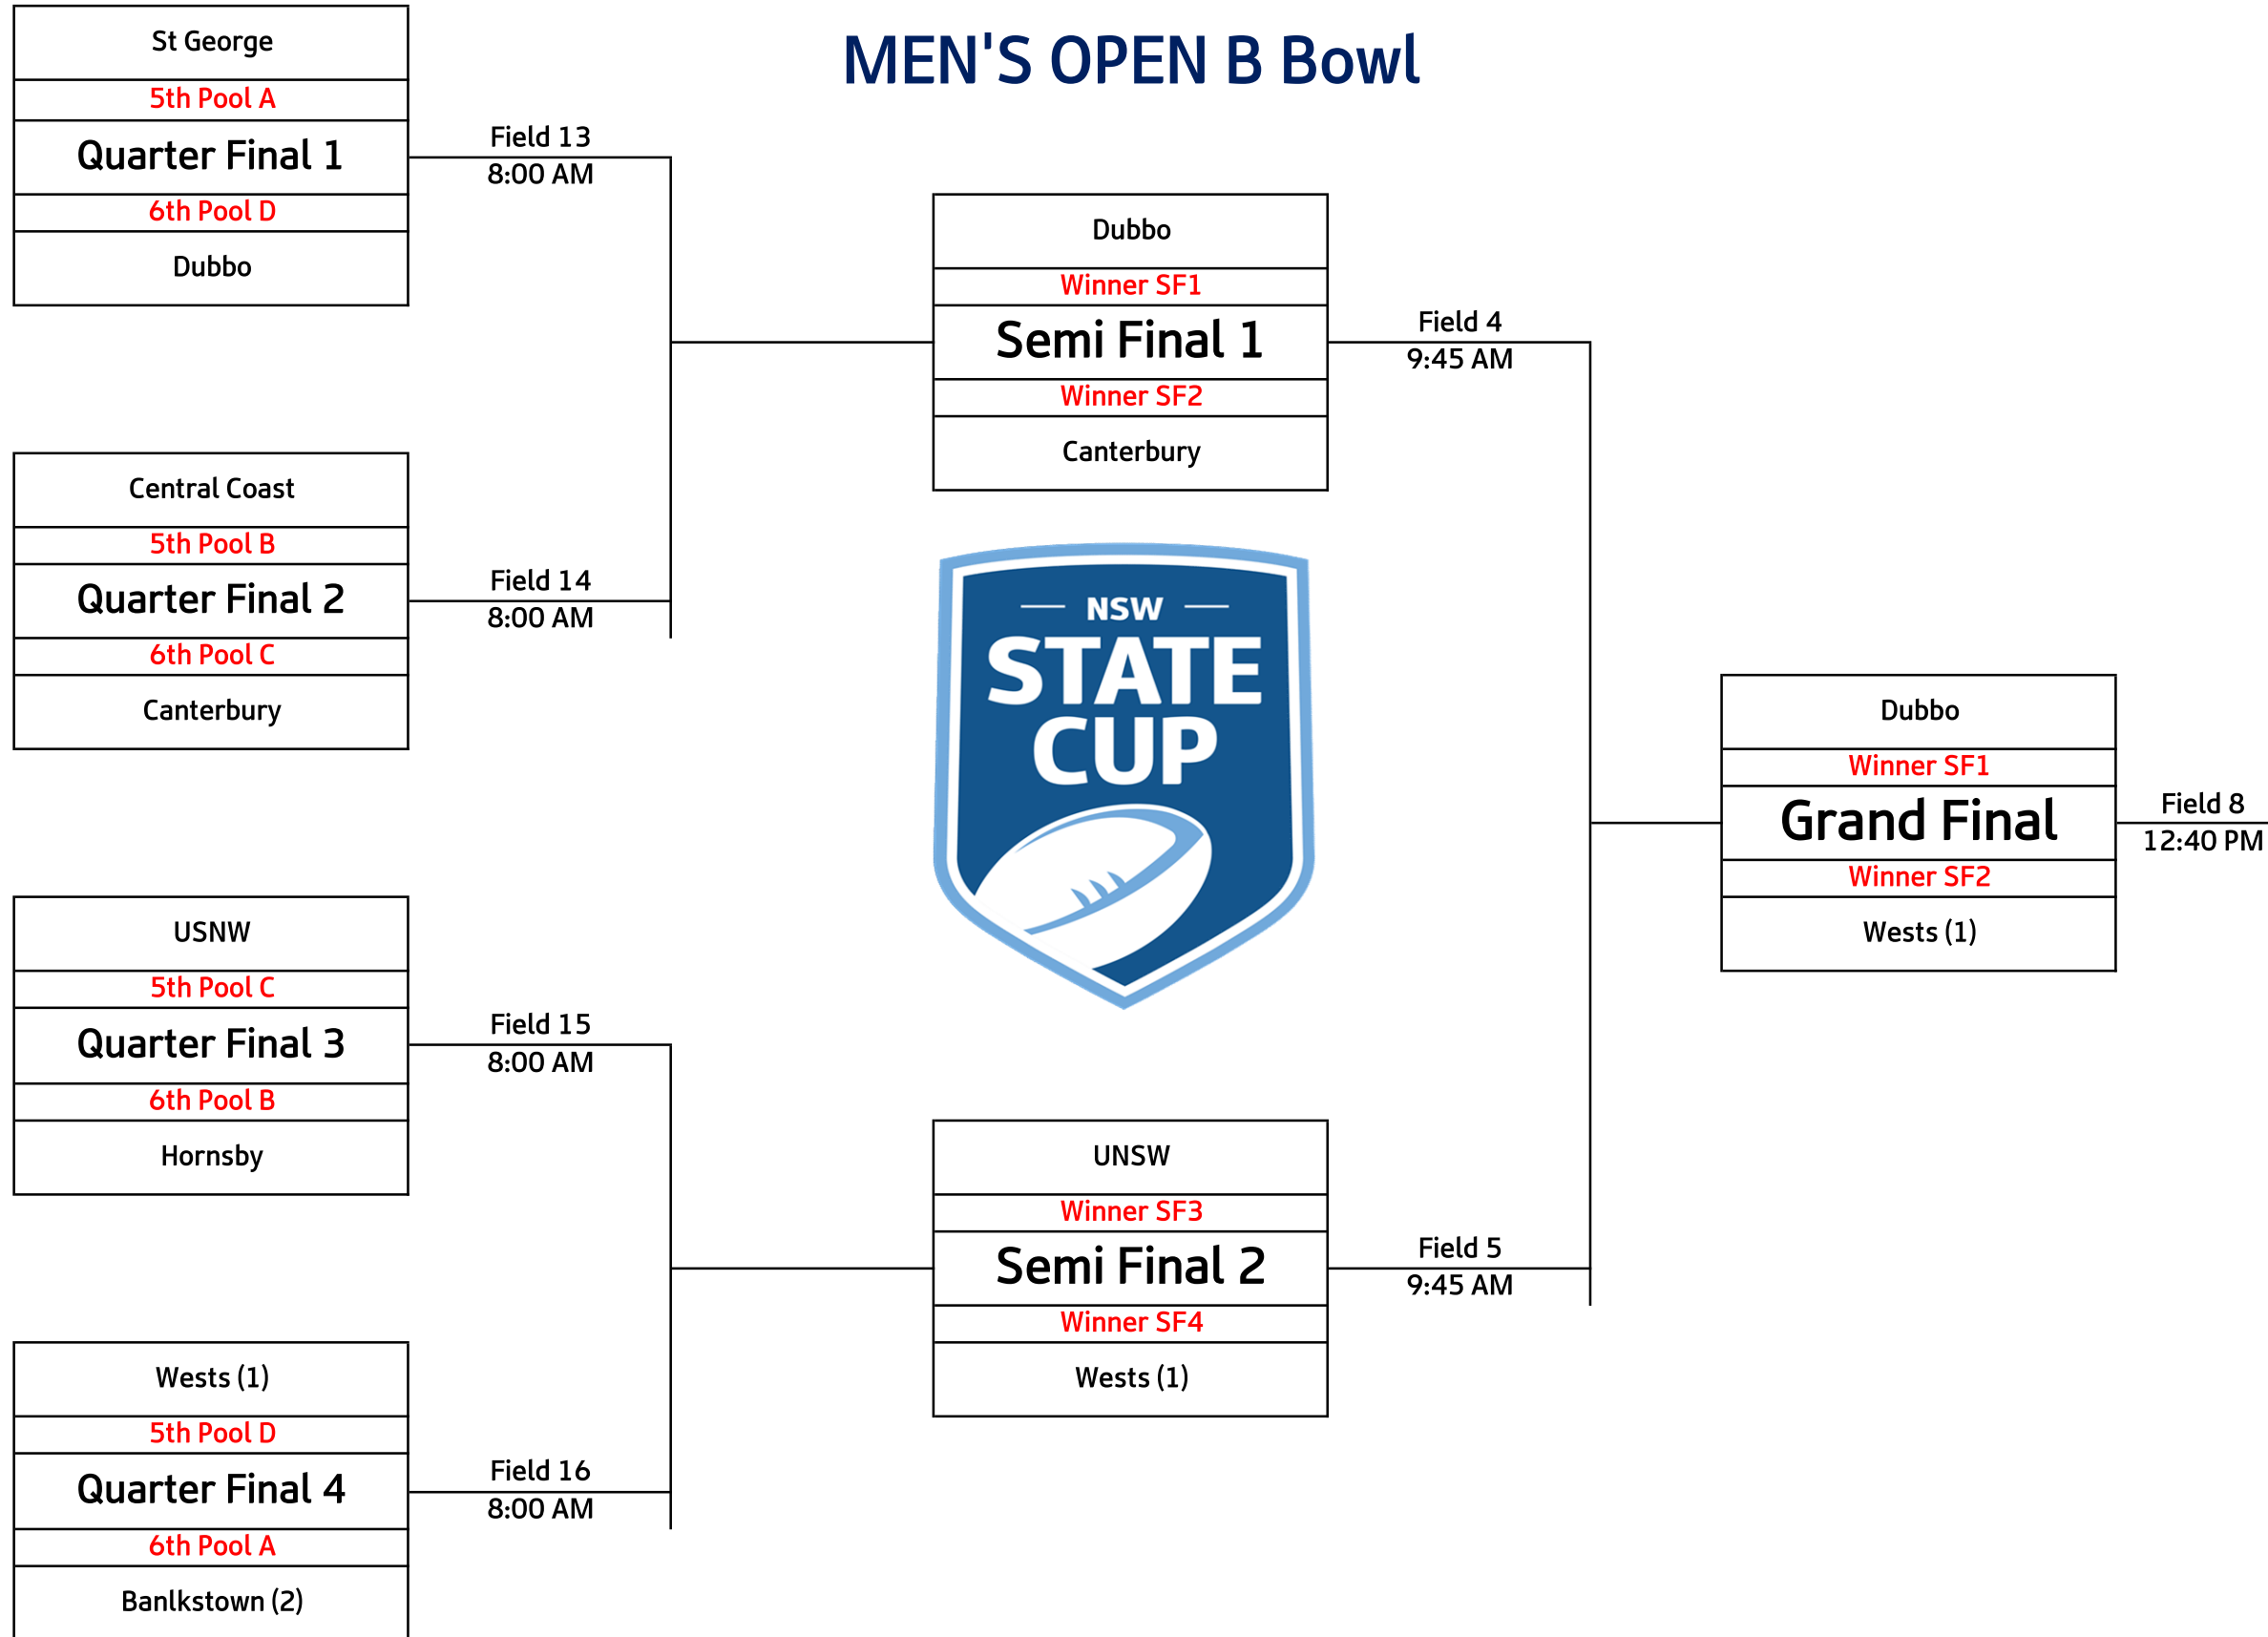 MEN'S OPEN B Bowl
St George
5th Pool A
Quarter Final 1
6th Pool D
Dubbo
Field 13
8:00 AM
Central Coast
5th Pool B
Quarter Final 2
6th Pool C
Canterbury
Field 14
8:00 AM
USNW
5th Pool C
Quarter Final 3
6th Pool B
Hornsby
Field 15
8:00 AM
Wests (1)
5th Pool D
Quarter Final 4
6th Pool A
Banlkstown (2)
Field 16
8:00 AM
Dubbo
Winner SF1
Semi Final 1
Winner SF2
Canterbury
Field 4
9:45 AM
NSW
STATE
CUP
UNSW
Winner SF3
Semi Final 2
Winner SF4
Wests (1)
Field 5
9:45 AM
Dubbo
Winner SF1
Grand Final
Winner SF2
Wests (1)
Field 8
12:40 PM